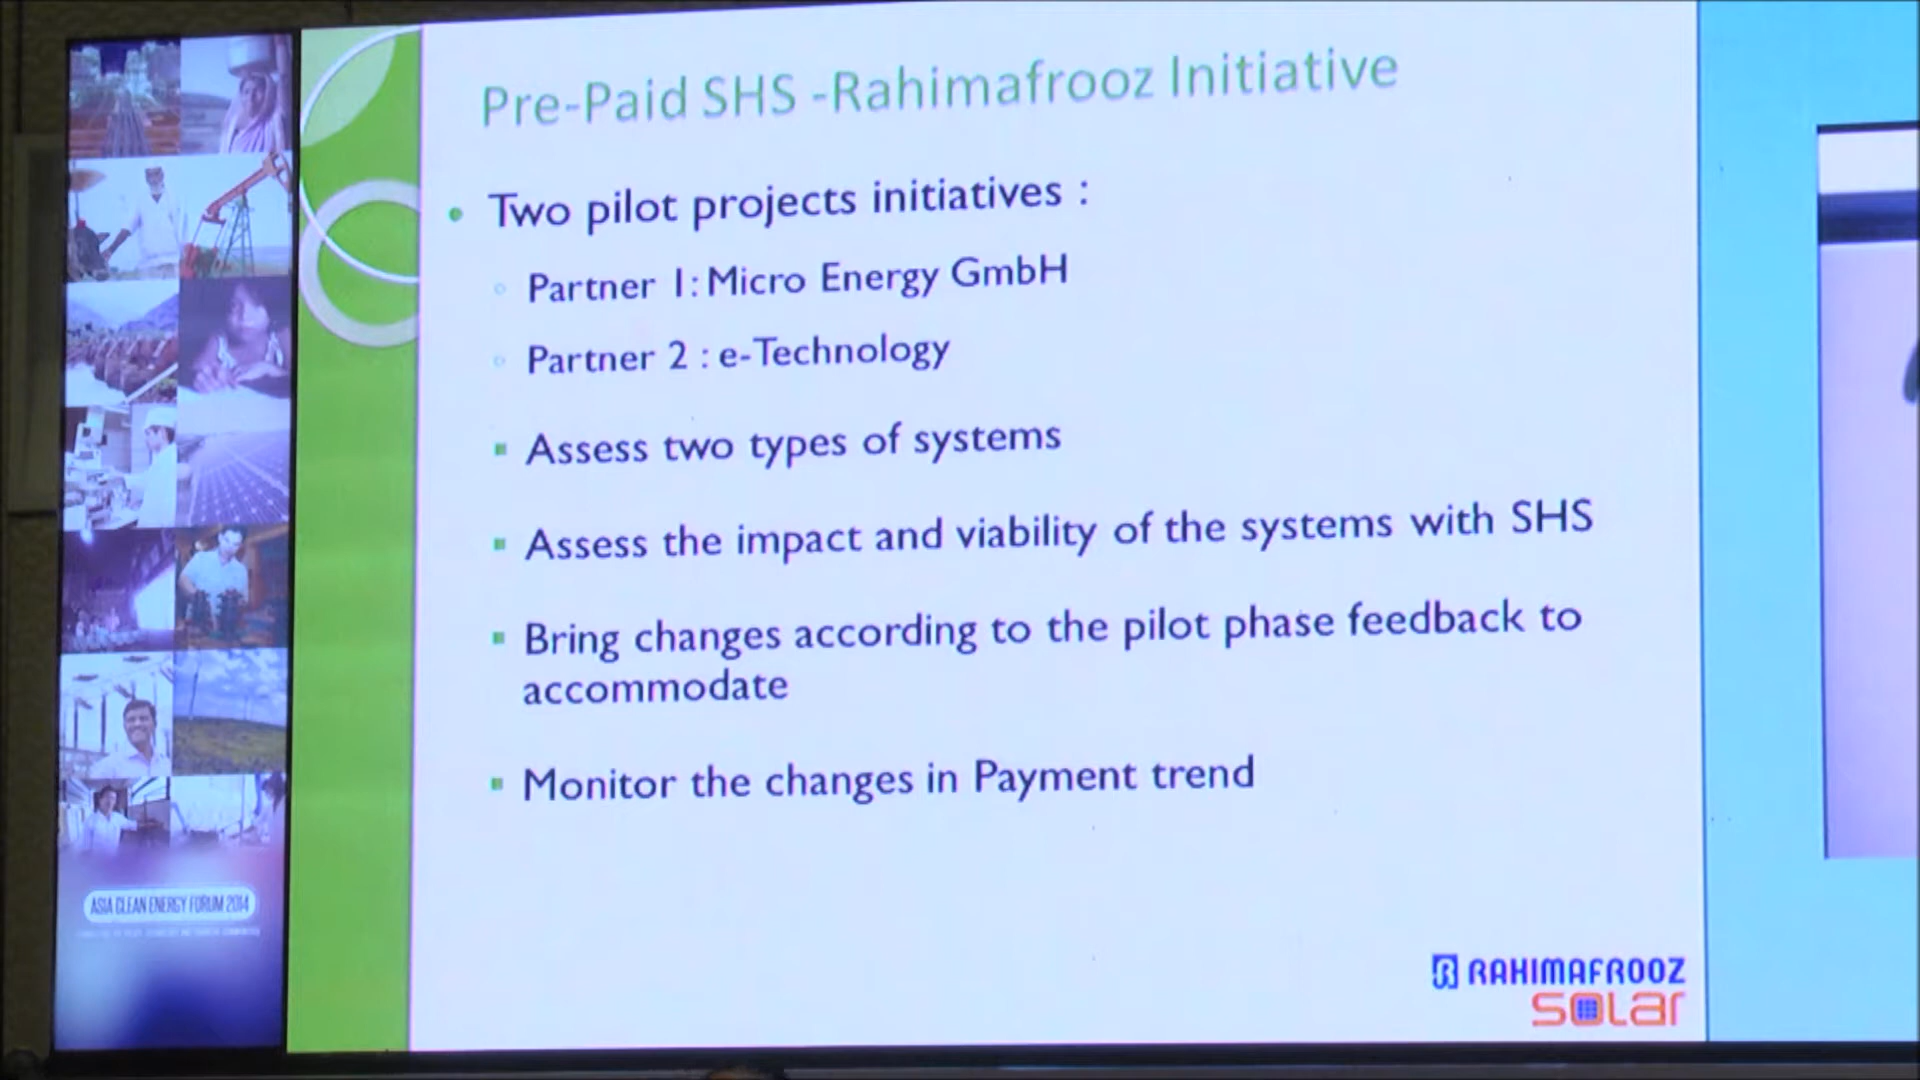 Pre-Paid SHS -Rahimafrooz Initiative
Two pilot projects initiatives :
Partner 1: Micro Energy GmbH
Partner 2 : e-Technology
Assess two types of systems
Assess the impact and viability of the systems with SHS
Bring changes according to the pilot phase feedback to
accommodate
Monitor the changes in Payment trend
ASIA CLEAN ENERGY FORUM 2014
RAHIMAFROOZ
SOLAR